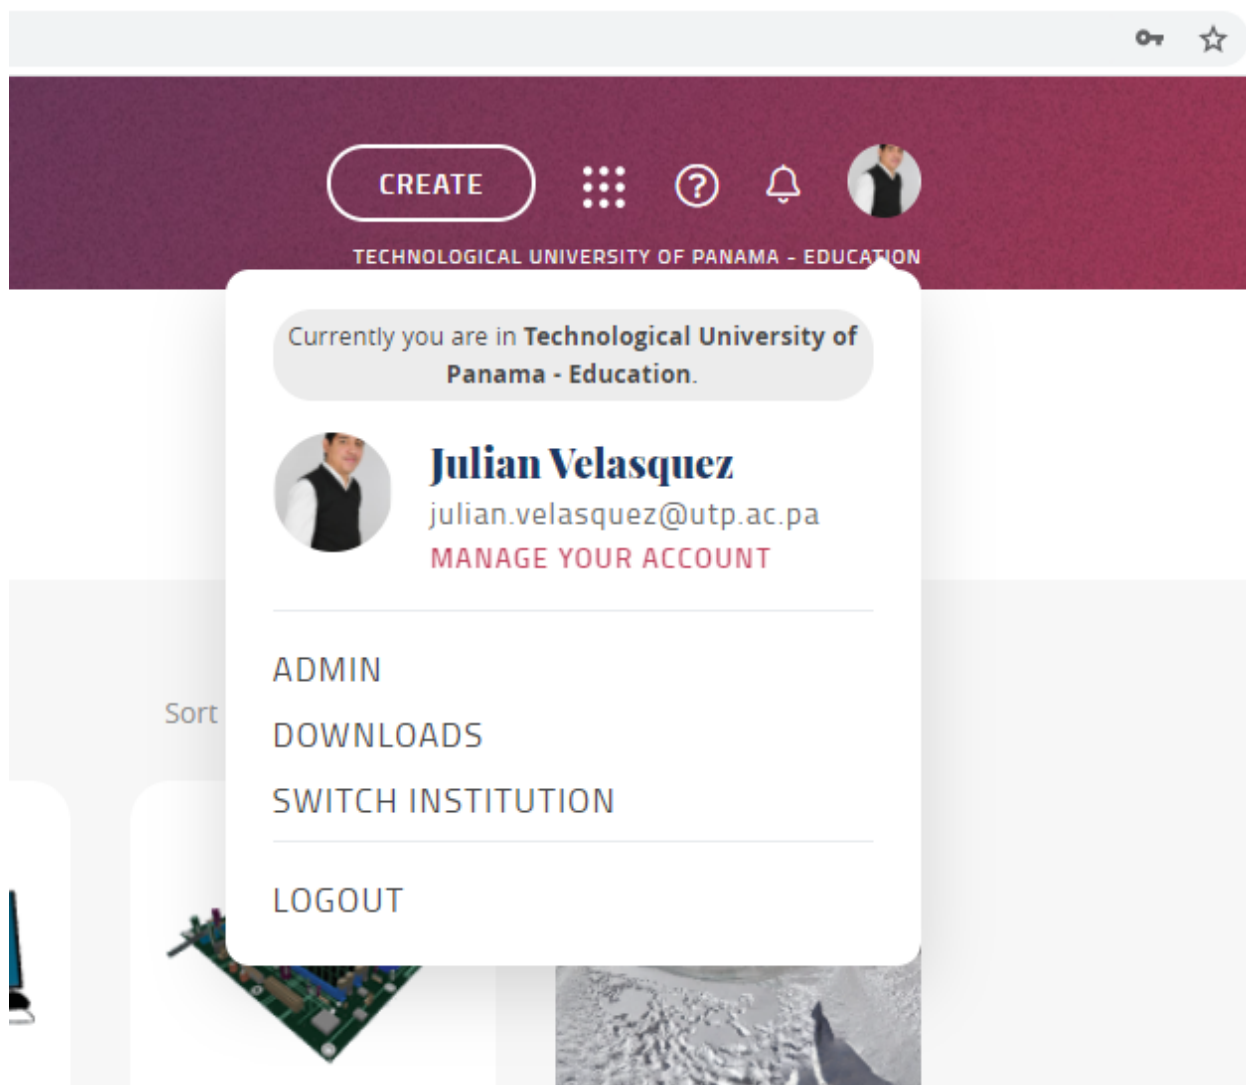 CREATE
TECHNOLOGICAL UNIVERSITY OF PANAMA - EDUCATION
Currently you are in Technological University of
Panama - Education.
Julian Velasquez
julian.velasquez@utp.ac.pa
MANAGE YOUR ACCOUNT
ADMIN
Sort
DOWNLOADS
SWITCH INSTITUTION
LOGOUT